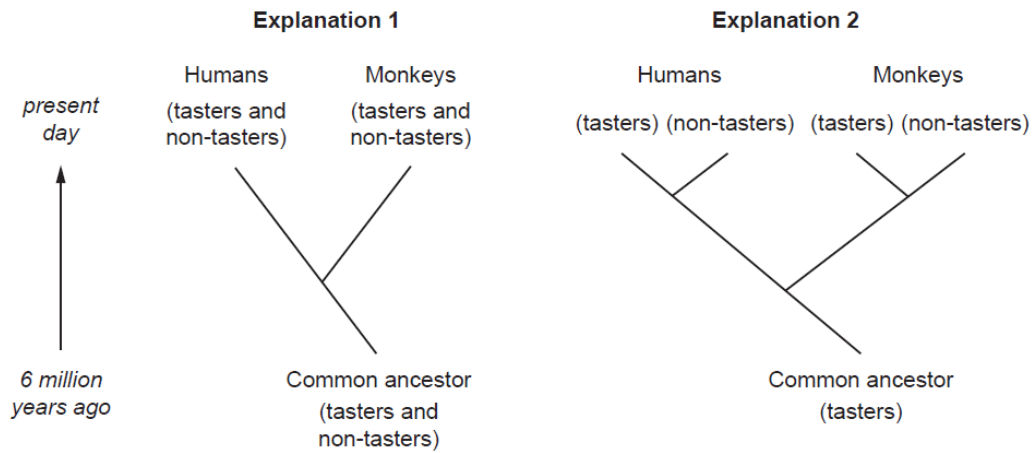 Explanation 1
Explanation 2
Humans
Monkeys
Humans
Monkeys
present
day
(tasters and
non-tasters)
(tasters and
non-tasters)
(tasters) (non-tasters)
(tasters) (non-tasters)
6 million
years ago
Common ancestor
(tasters and
non-tasters)
Common ancestor
(tasters)